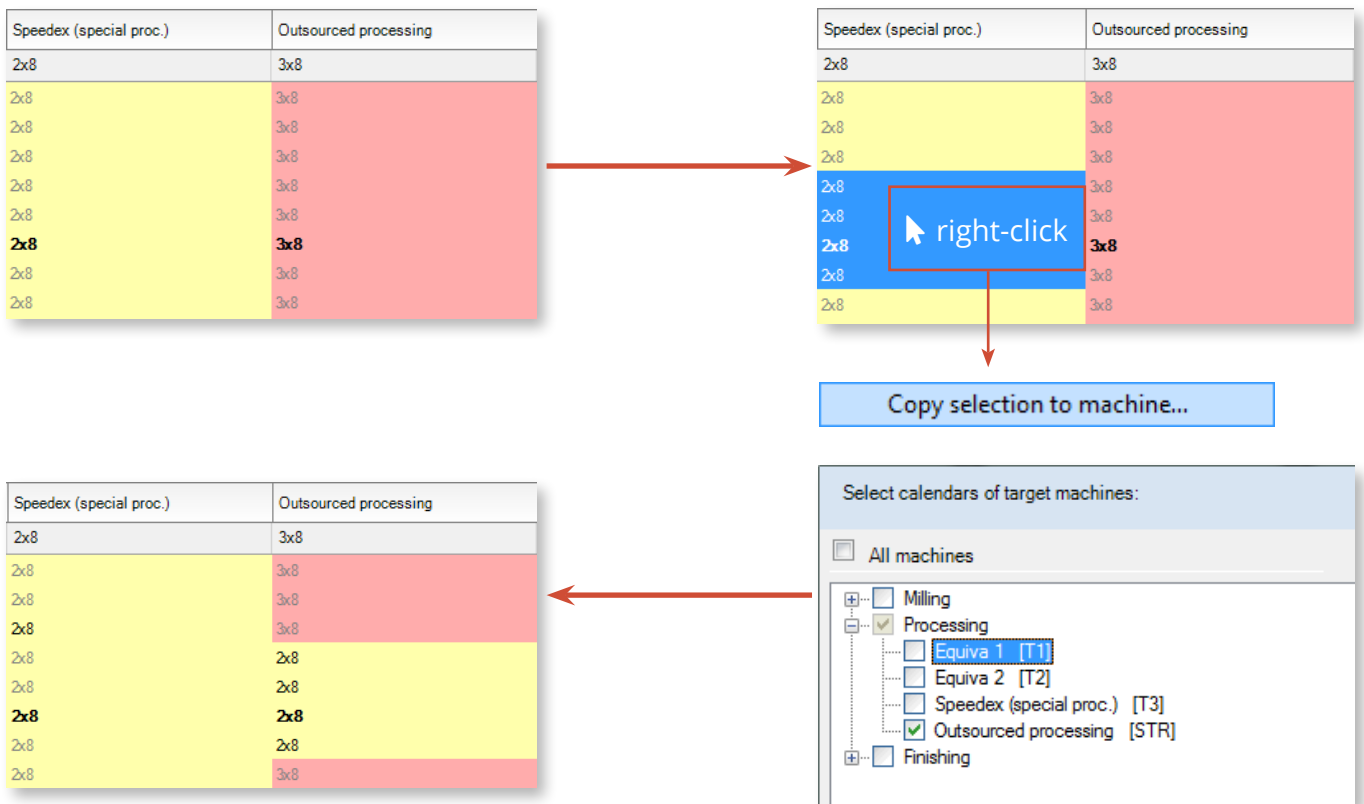 Speedex (special proc.) Outsourced processing
2x8 3x8
2x8 3x8
2x8 3x8
2x8 3x8
2x8 3x8
2x8 3x8
2x8 3x8
2x8 3x8
2x8 3x8
Speedex (special proc.) Outsourced processing
2x8 3x8
2x8 3x8
2x8 3x8
2x8 3x8
2x8 3x8
2x8 3x8
right-click
2x8 3x8
2x8 3x8
2x8 3x8
Copy selection to machine...
Speedex (special proc.) Outsourced processing
2x8 3x8
2x8 3x8
2x8 3x8
2x8 3x8
2x8 2x8
2x8 2x8
2x8 2x8
2x8 2x8
2x8 3x8
Select calendars of target machines:
All machines
Milling
Processing
Equiva 1 [T1]
Equiva 2 [T2]
Speedex (special proc.) [T3]
Outsourced processing [STR]
Finishing